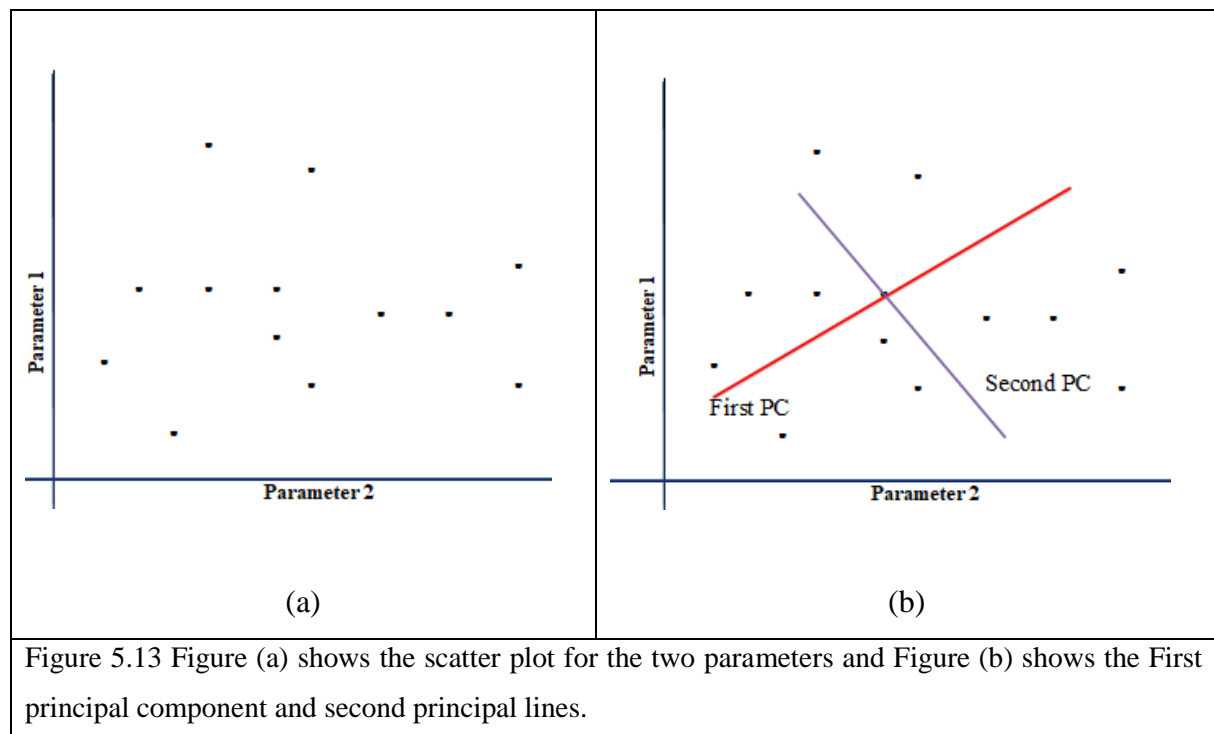 Parameter 1
Parameter 2
(a)
Parameter 1
First PC
Second PC
Parameter 2
(b)
Figure 5.13 Figure (a) shows the scatter plot for the two parameters and Figure (b) shows the First
principal component and second principal lines.